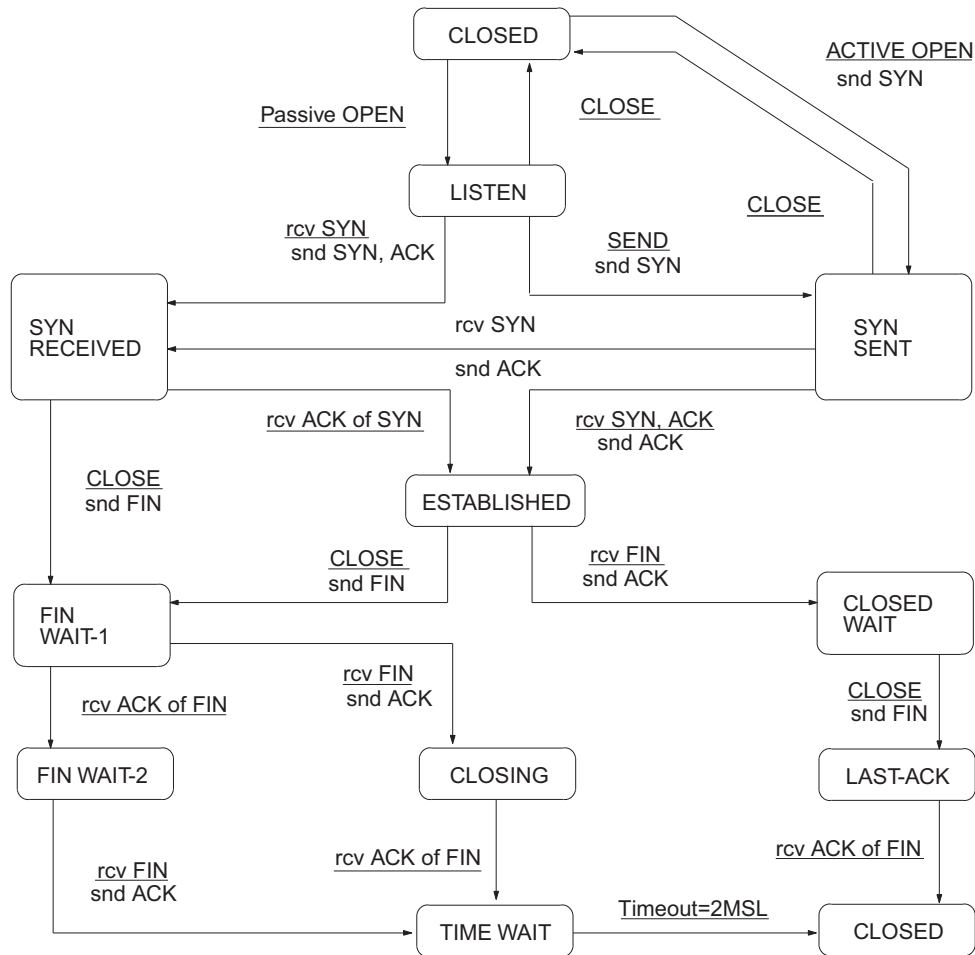 CLOSED
ACTIVE OPEN
snd SYN
Passive OPEN
CLOSE
LISTEN
CLOSE
rcv SYN
snd SYN, ACK
SEND
snd SYN
SYN
RECEIVED
rcv SYN
snd ACK
SYN
SENT
rcv ACK of SYN
rcv SYN, ACK
snd ACK
CLOSE
snd FIN
ESTABLISHED
CLOSE
snd FIN
rcv FIN
snd ACK
FIN
WAIT-1
CLOSED
WAIT
rcv FIN
snd ACK
rcv ACK of FIN
CLOSE
snd FIN
FIN WAIT-2
CLOSING
LAST-ACK
rcv FIN
snd ACK
rcv ACK of FIN
rcv ACK of FIN
TIME WAIT
Timeout=2MSL
CLOSED